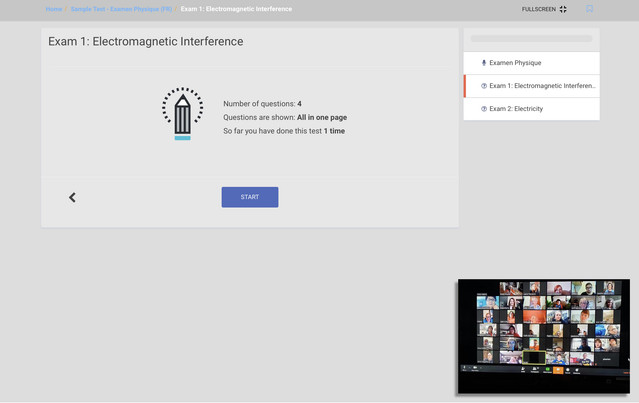 Home / Sample Test - Examen Physique (FR) / Exam 1: Electromagnetic Interference
FULLSCREEN
Exam 1: Electromagnetic Interference
Number of questions: 4
Questions are shown: All in one page
So far you have done this test 1 time
START
Examen Physique
Exam 1: Electromagnetic Interferen..
Exam 2: Electricity